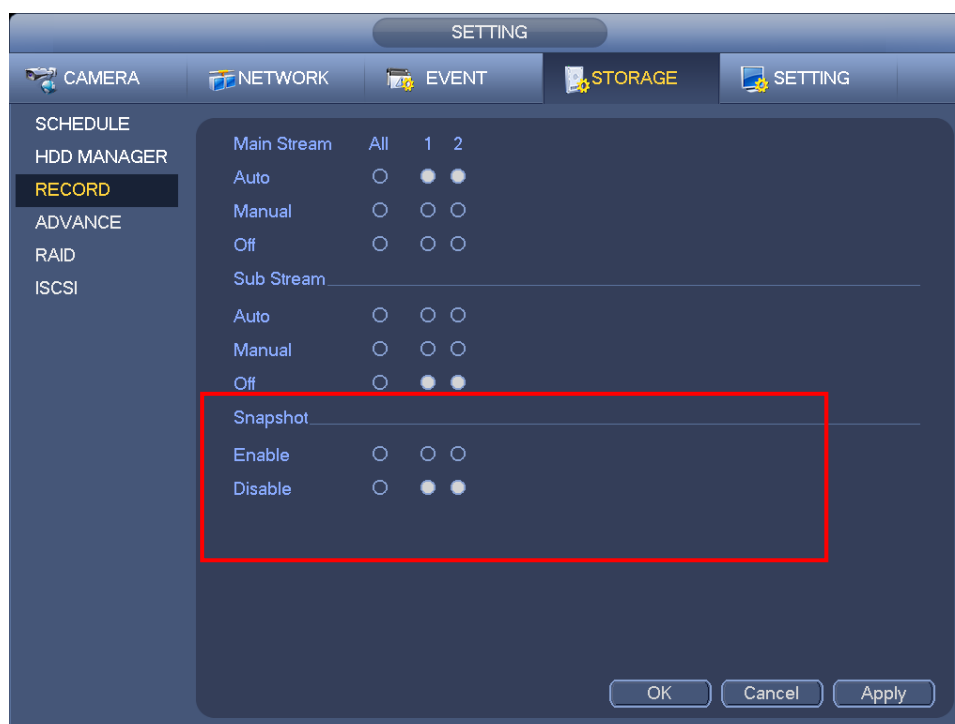 SETTING
CAMERA NETWORK EVENT STORAGE SETTING
SCHEDULE
HDD MANAGER
RECORD
ADVANCE
RAID
ISCSI
Main Stream All 1 2
Auto
Manual
Off
Sub Stream
Auto
Manual
Off
Snapshot
Enable
Disable
OK Cancel Apply